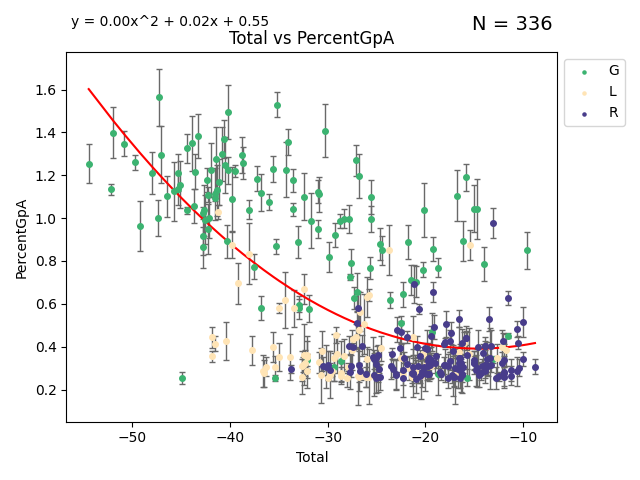 y = 0.00x^2 + 0.02x + 0.55
N = 336
Total vs PercentGpA
G
L
R
1.6
1.4
1.2
1.0
0.8
0.6
0.4
0.2
PercentGpA
−50
−40
−30
−20
−10
Total